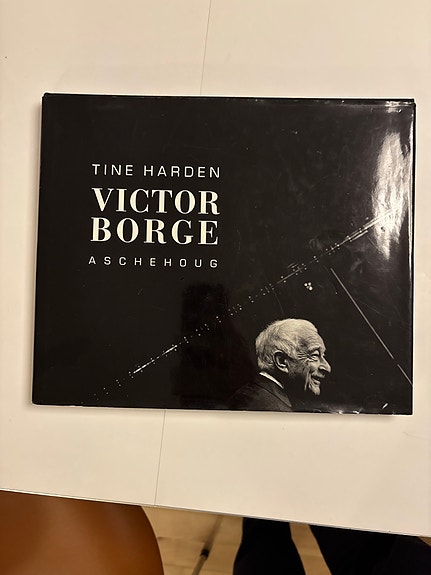 TINE HARDEN
VICTOR
BORGE
ASCHEHOUG